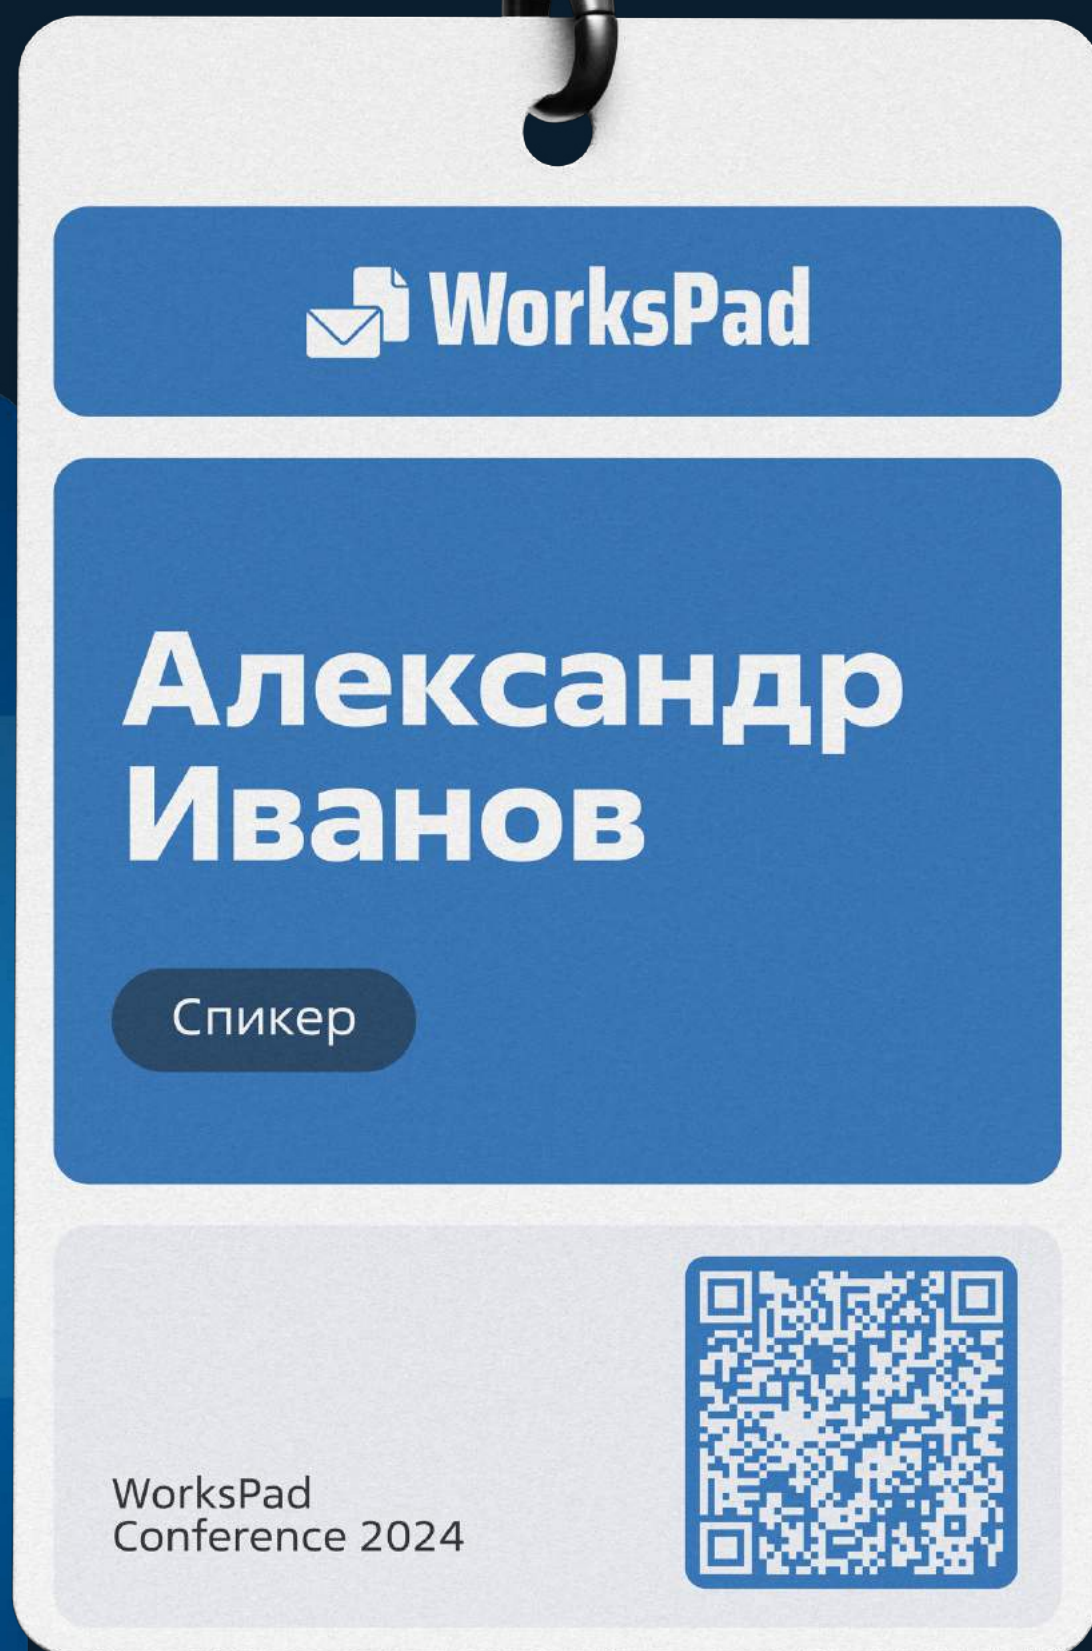 WorksPad
Александр
Иванов
Спикер
WorksPad
Conference 2024